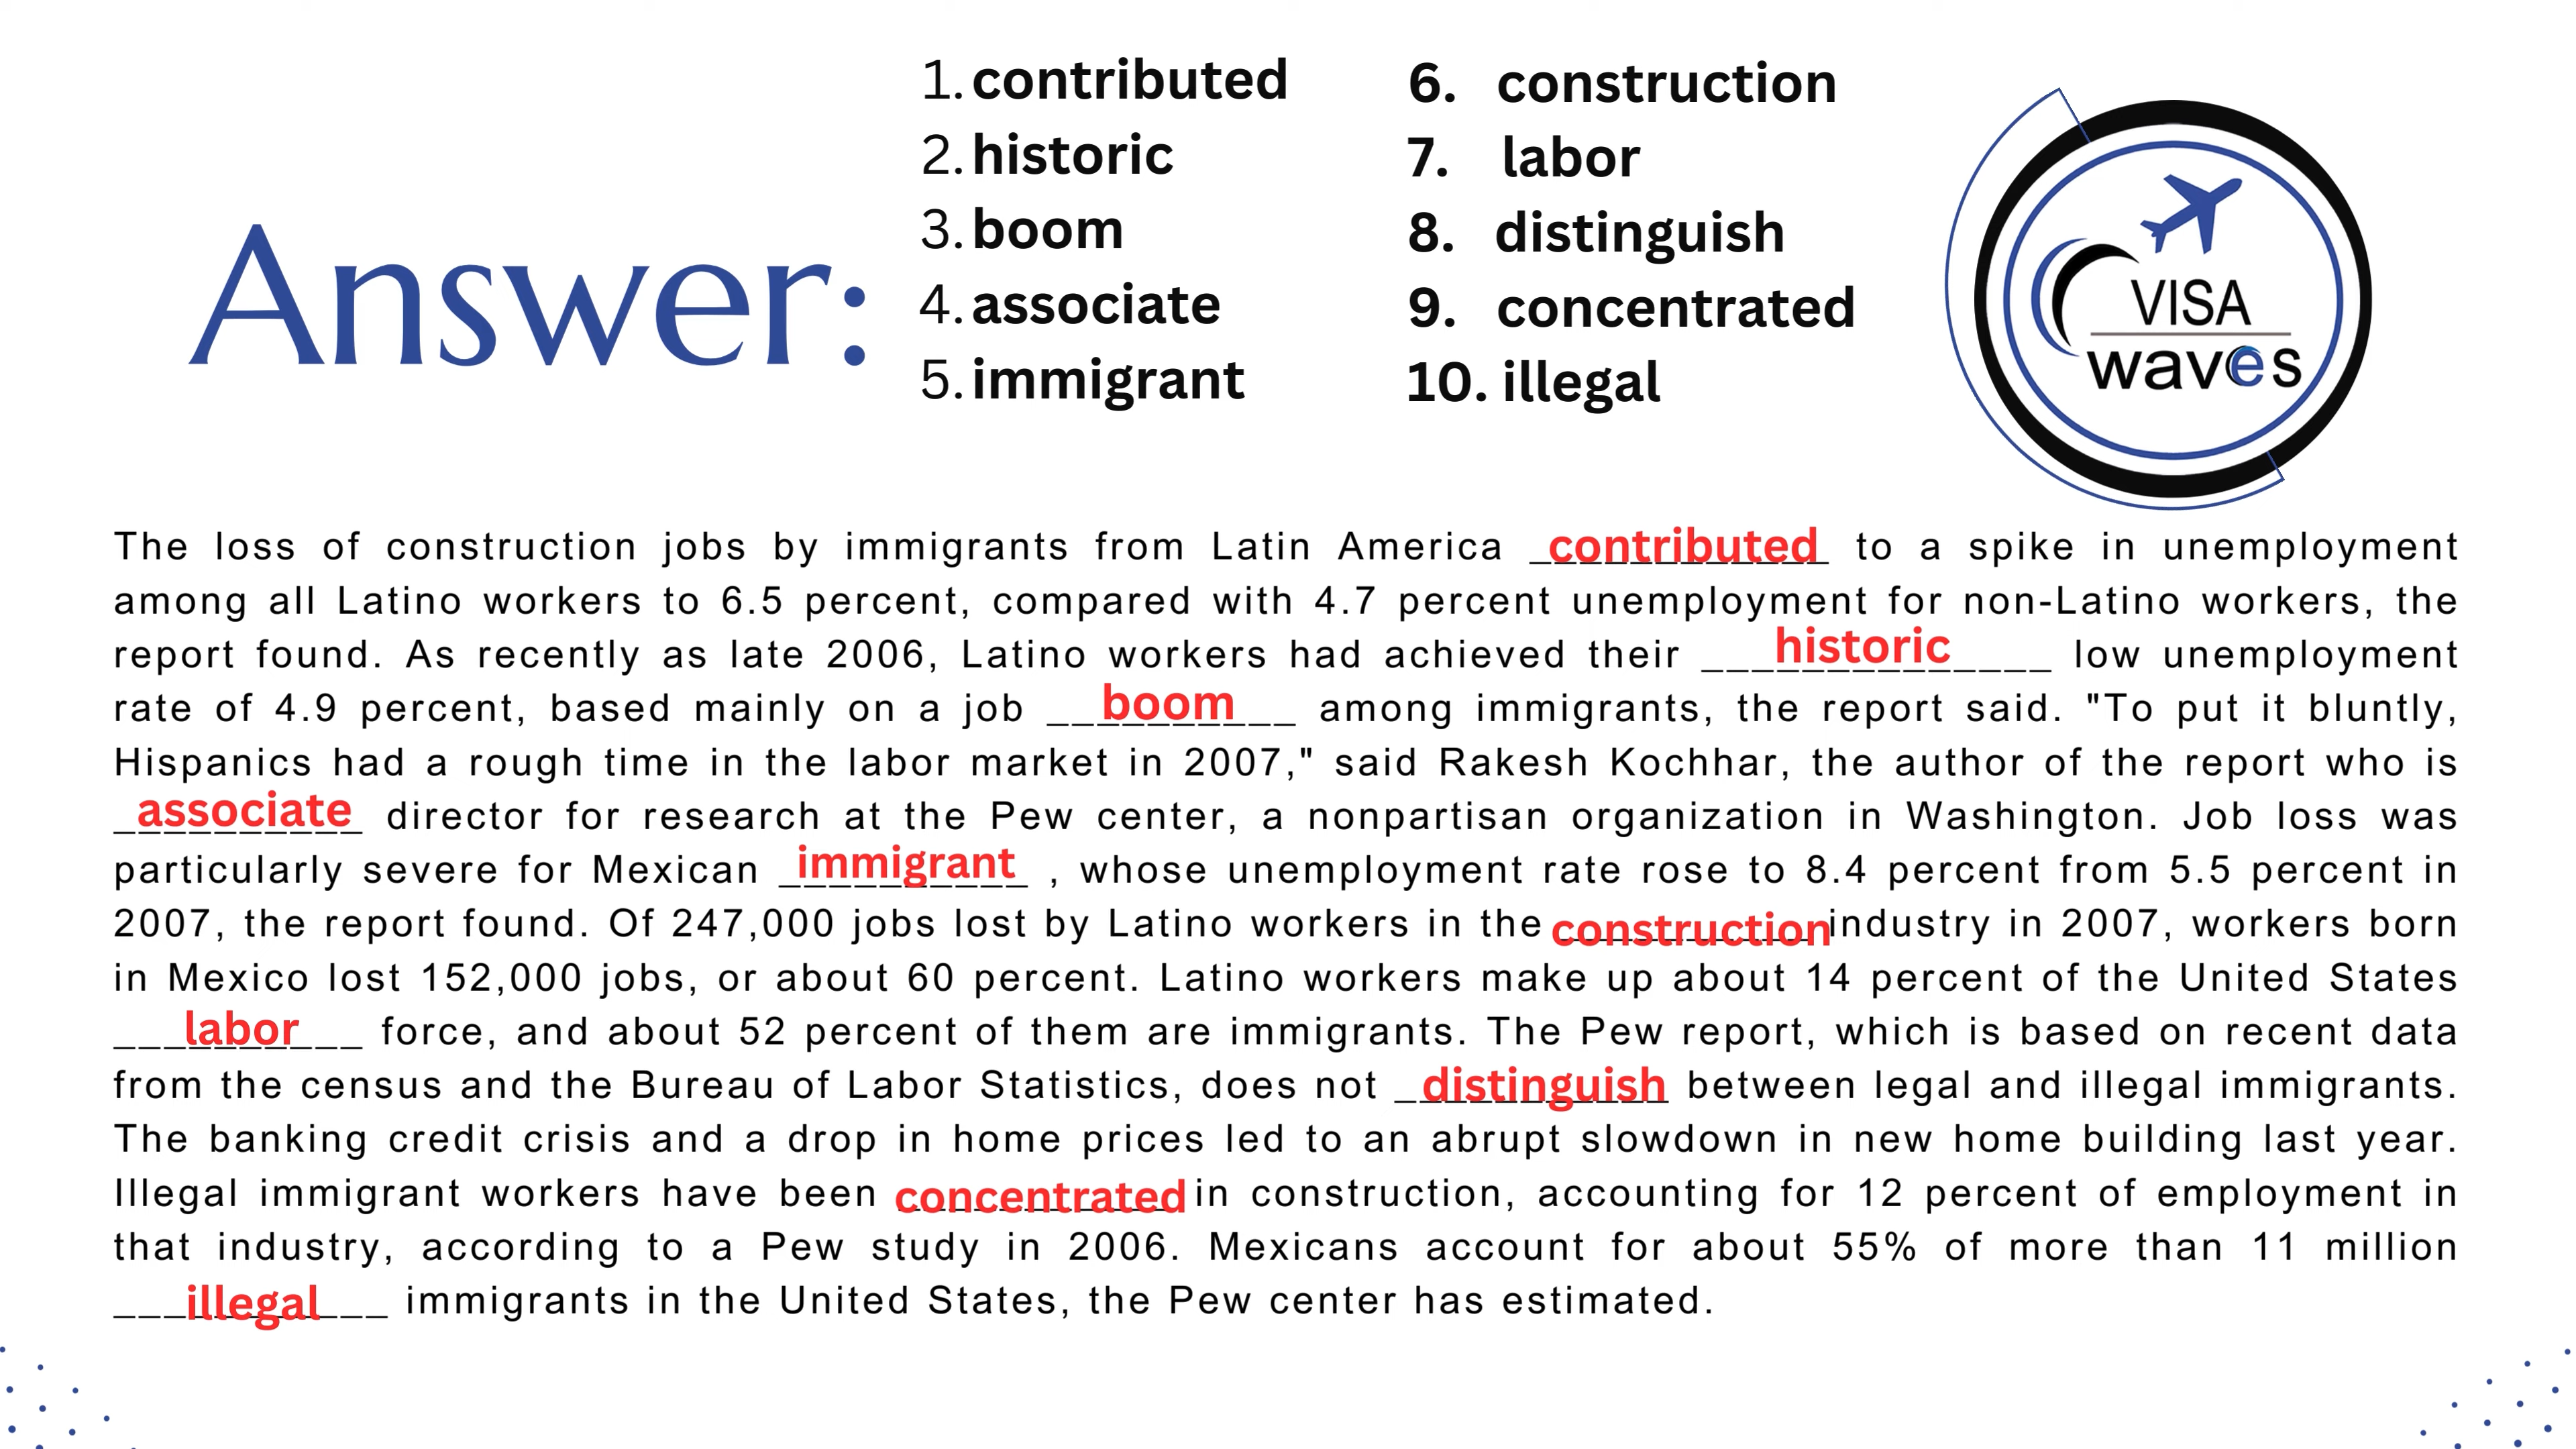 Answer:
1. contributed
2. historic
3. boom
4. associate
5. immigrant
6. construction
7. labor
8. distinguish
9. concentrated
10. illegal
VISA
waves
The loss of construction jobs by immigrants from Latin America contributed to a spike in unemployment
among all Latino workers to 6.5 percent, compared with 4.7 percent unemployment for non-Latino workers, the
report found. As recently as late 2006, Latino workers had achieved their historic low unemployment
rate of 4.9 percent, based mainly on a job boom among immigrants, the report said. "To put it bluntly,
Hispanics had a rough time in the labor market in 2007," said Rakesh Kochhar, the author of the report who is
associate director for research at the Pew center, a nonpartisan organization in Washington. Job loss was
particularly severe for Mexican immigrant , whose unemployment rate rose to 8.4 percent from 5.5 percent in
2007, the report found. Of 247,000 jobs lost by Latino workers in the construction industry in 2007, workers born
in Mexico lost 152,000 jobs, or about 60 percent. Latino workers make up about 14 percent of the United States
labor force, and about 52 percent of them are immigrants. The Pew report, which is based on recent data
from the census and the Bureau of Labor Statistics, does not distinguish between legal and illegal immigrants.
The banking credit crisis and a drop in home prices led to an abrupt slowdown in new home building last year.
Illegal immigrant workers have been concentrated in construction, accounting for 12 percent of employment in
that industry, according to a Pew study in 2006. Mexicans account for about 55% of more than 11 million
illegal immigrants in the United States, the Pew center has estimated.